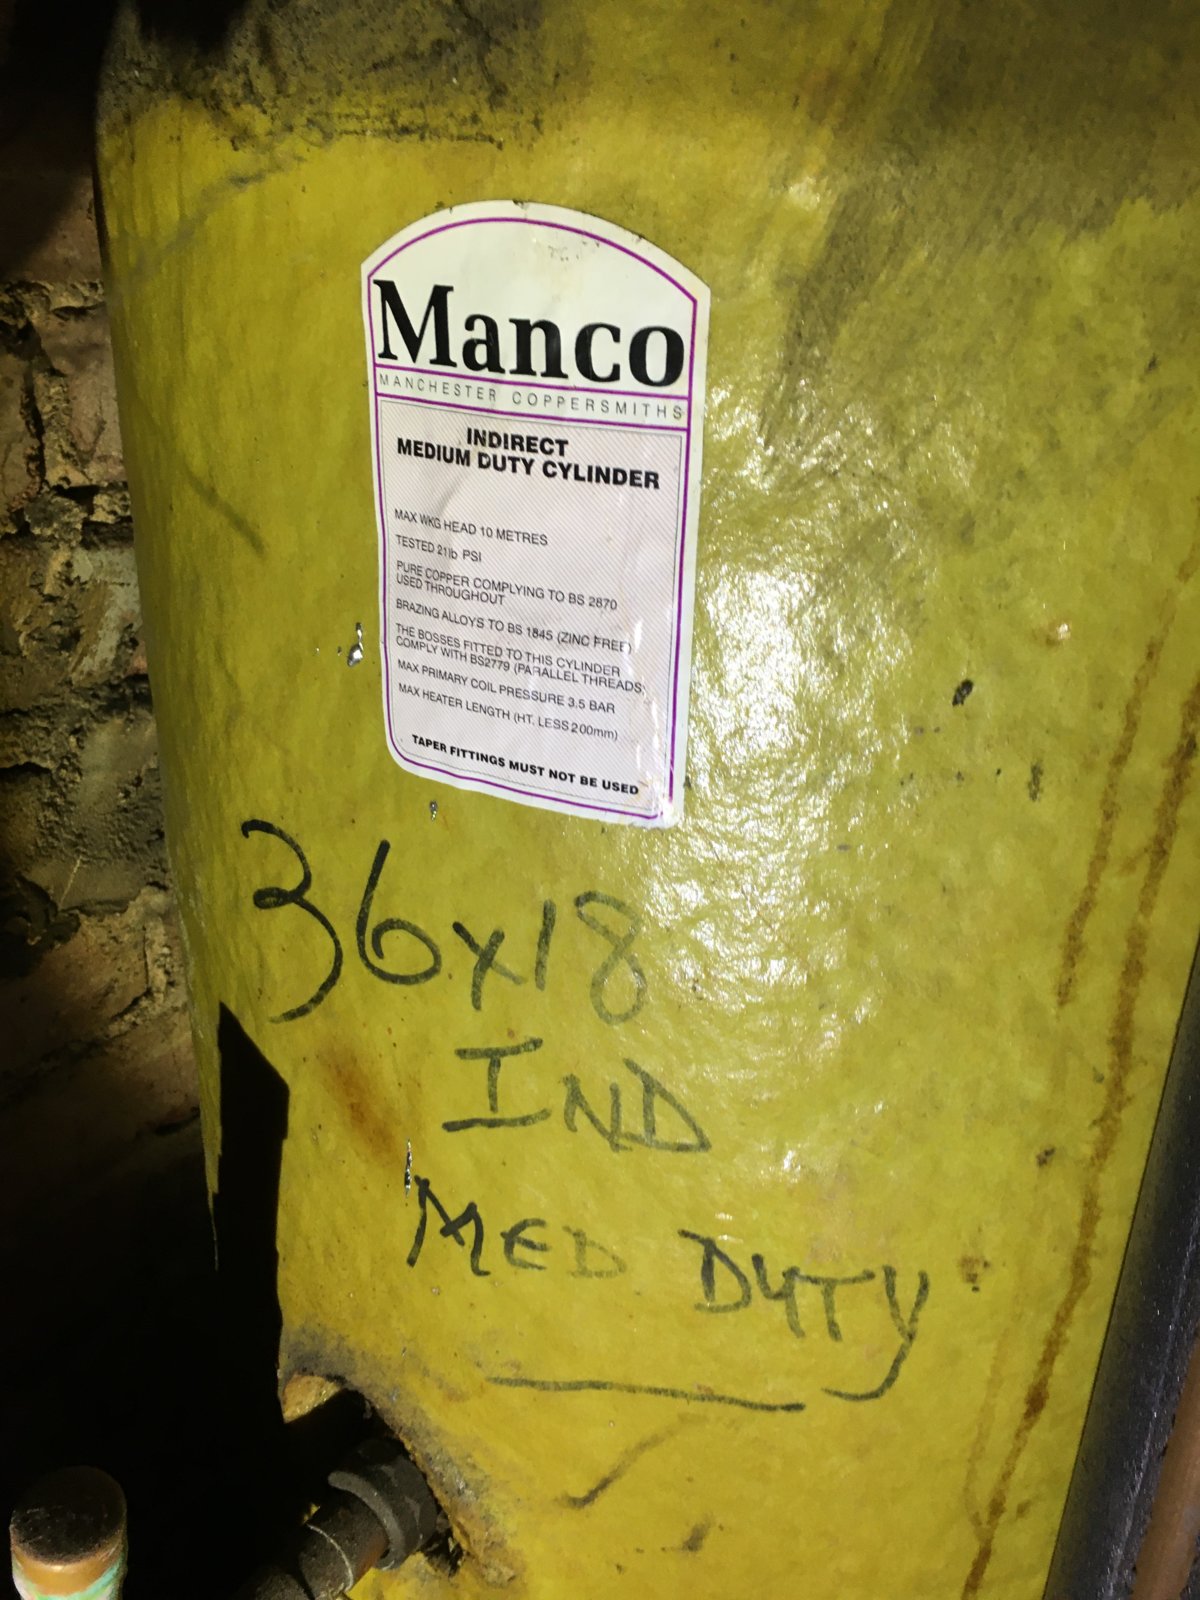 Manco
MANCHESTER COPPERSMITHS
INDIRECT
MEDIUM DUTY CYLINDER
MAX WKG HEAD 10 METRES
TESTED 21lb PSI
PURE COPPER COMPLYING TO BS 2870
USED THROUGHOUT
BRAZING ALLOYS TO BS 1845 (ZINC FREE)
THE BOSSES FITTED TO THIS CYLINDER
COMPLY WITH BS2779 (PARALLEL THREADS)
MAX PRIMARY COIL PRESSURE 3.5 BAR
MAX HEATER LENGTH (HT. LESS 200mm)
TAPER FITTINGS MUST NOT BE USED
36x18
IND
MED DUTY